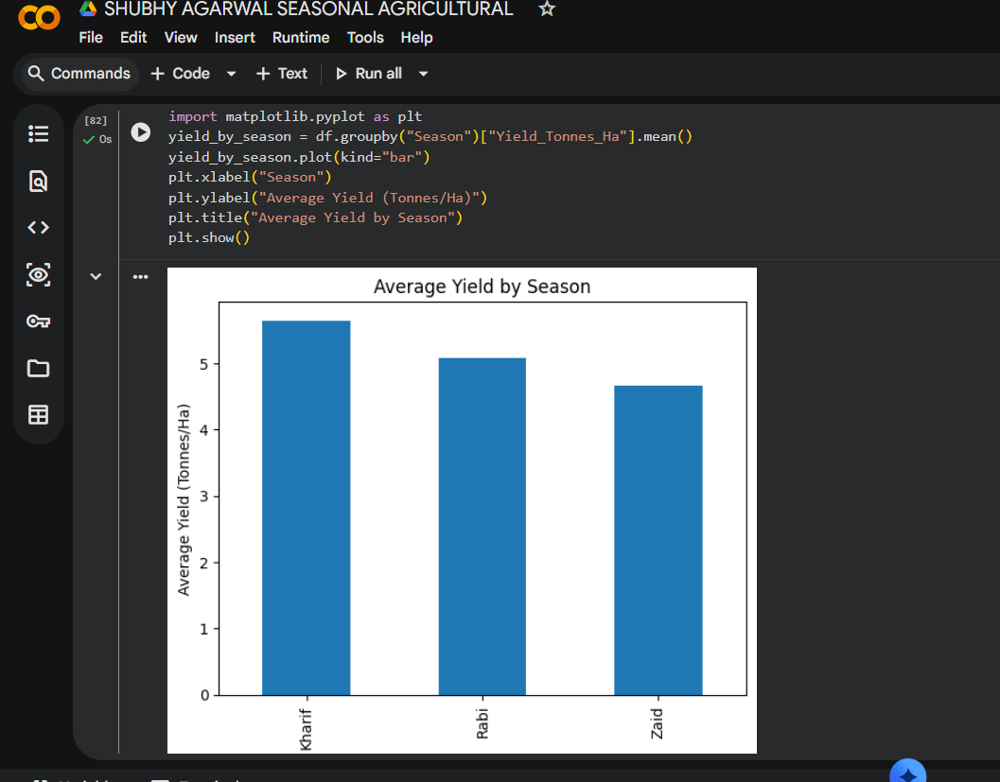 SHUBHY AGARWAL SEASONAL AGRICULTURAL
File Edit View Insert Runtime Tools Help
Commands + Code + Text Run all
[82]
0s
import matplotlib.pyplot as plt
yield_by_season = df.groupby("Season")["Yield_Tonnes_Ha"].mean()
yield_by_season.plot(kind="bar")
plt.xlabel("Season")
plt.ylabel("Average Yield (Tonnes/Ha)")
plt.title("Average Yield by Season")
plt.show()
Average Yield by Season
Average Yield (Tonnes/Ha)
5
4
3
2
1
0
Kharif Rabi Zaid
Season